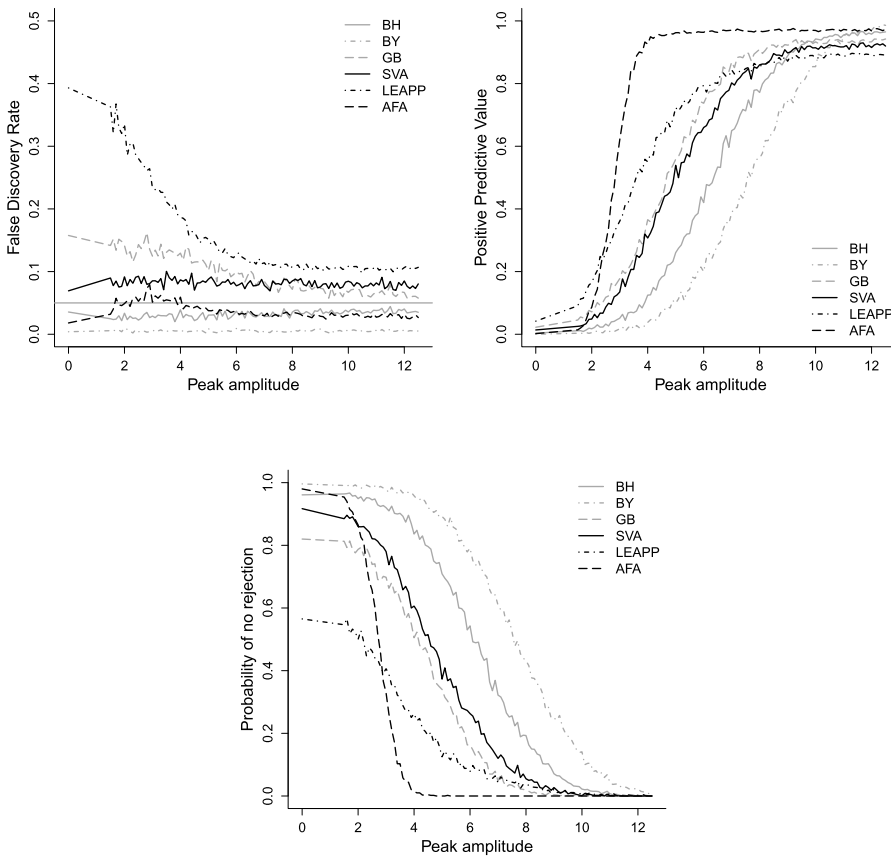 False Discovery Rate
0.5
0.4
0.3
0.2
0.1
0.0
0 2 4 6 8 10 12
Peak amplitude
BH
BY
GB
SVA
LEAPP
AFA
Positive Predictive Value
1.0
0.8
0.6
0.4
0.2
0.0
0 2 4 6 8 10 12
Peak amplitude
BH
BY
GB
SVA
LEAPP
AFA
Probability of no rejection
1.0
0.8
0.6
0.4
0.2
0.0
0 2 4 6 8 10 12
Peak amplitude
BH
BY
GB
SVA
LEAPP
AFA